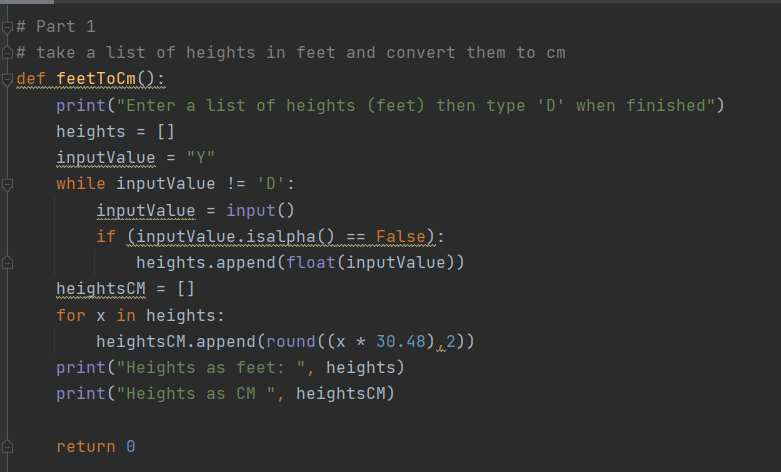 # Part 1
# take a list of heights in feet and convert them to cm
def feetToCm():
    print("Enter a list of heights (feet) then type 'D' when finished")
    heights = []
    inputValue = "Y"
    while inputValue != 'D':
        inputValue = input()
        if (inputValue.isalpha() == False):
            heights.append(float(inputValue))
    heightsCM = []
    for x in heights:
        heightsCM.append(round((x * 30.48),2))
    print("Heights as feet: ", heights)
    print("Heights as CM ", heightsCM)
    return 0